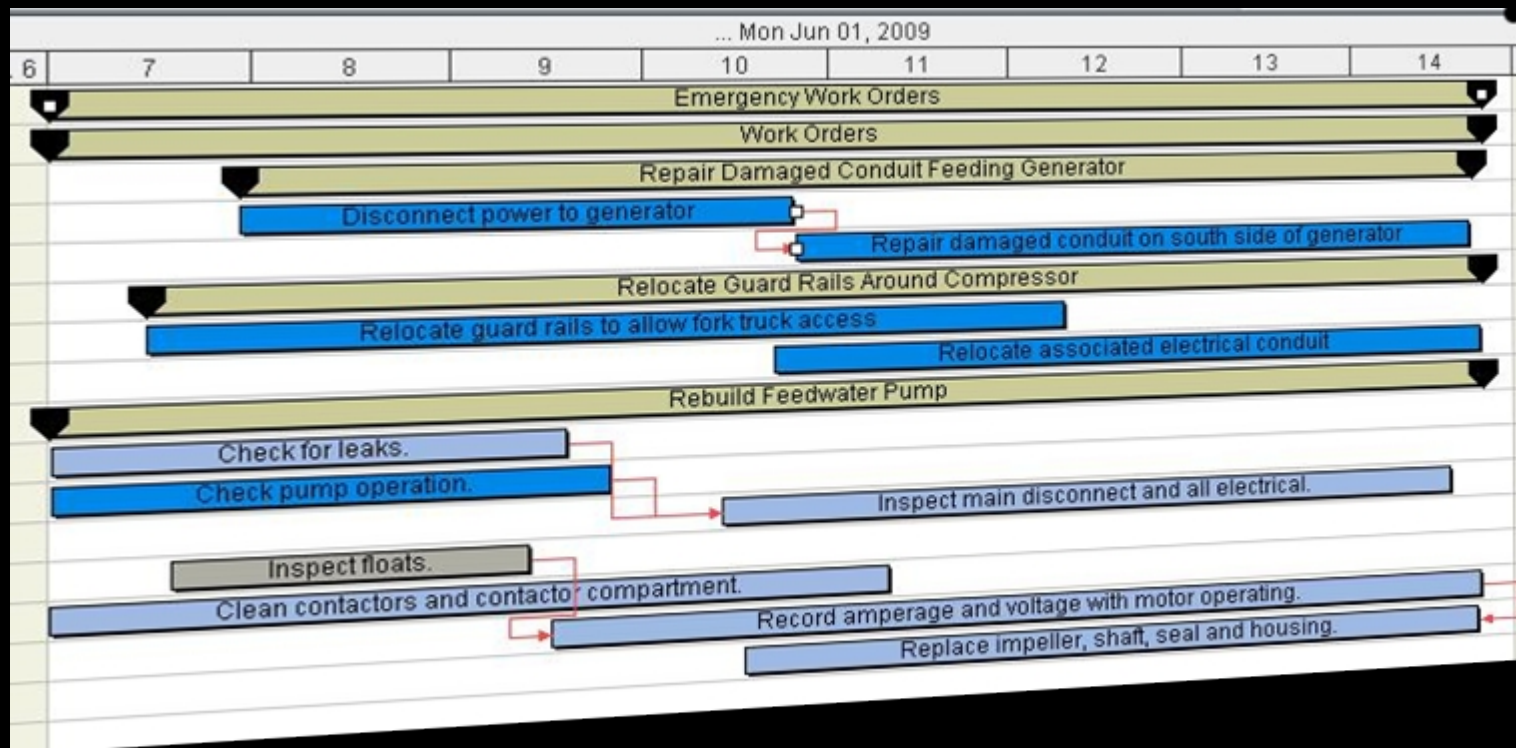 ... Mon Jun 01, 2009
. 6 7 8 9 10 11 12 13 14
Emergency Work Orders
Work Orders
Repair Damaged Conduit Feeding Generator
Disconnect power to generator
Repair damaged conduit on south side of generator
Relocate Guard Rails Around Compressor
Relocate guard rails to allow fork truck access
Relocate associated electrical conduit
Rebuild Feedwater Pump
Check for leaks.
Check pump operation.
Inspect main disconnect and all electrical.
Inspect floats.
Clean contactors and contactor compartment.
Record amperage and voltage with motor operating.
Replace impeller, shaft, seal and housing.